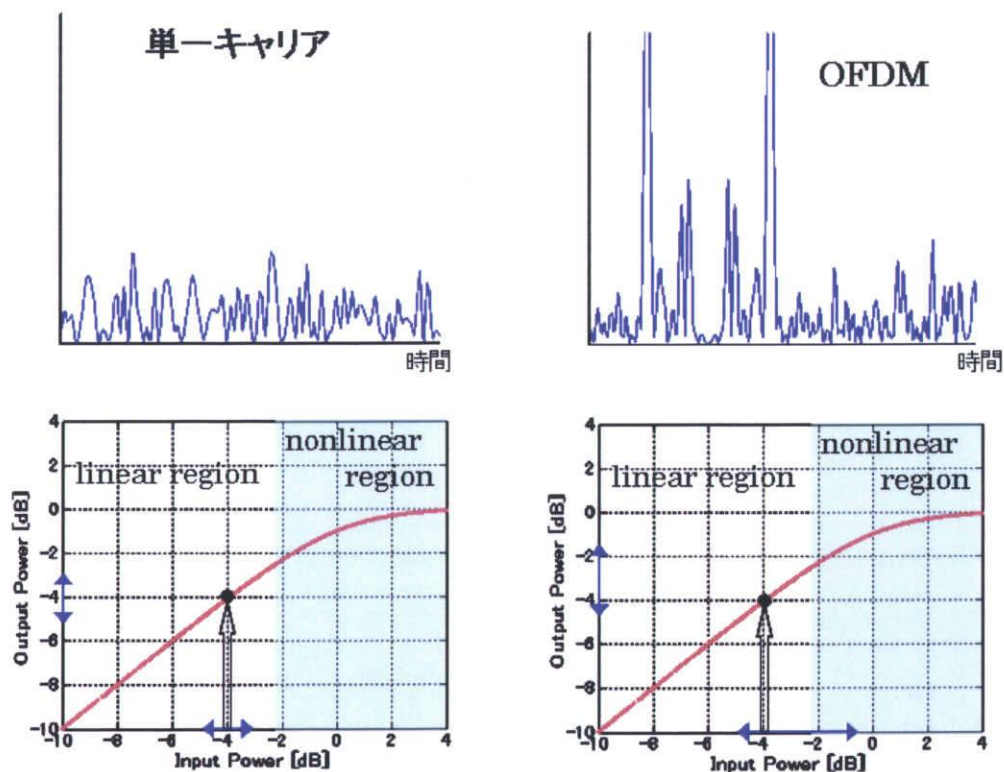 単一キャリア
時間
OFDM
時間
4
2
0
-2
-4
-6
-8
-10
Output Power [dB]
linear region
nonlinear
region
-10
-8
-6
-4
-2
0
2
4
Input Power [dB]
4
2
0
-2
-4
-6
-8
-10
Output Power [dB]
linear region
nonlinear
region
-10
-8
-6
-4
-2
0
2
4
Input Power [dB]